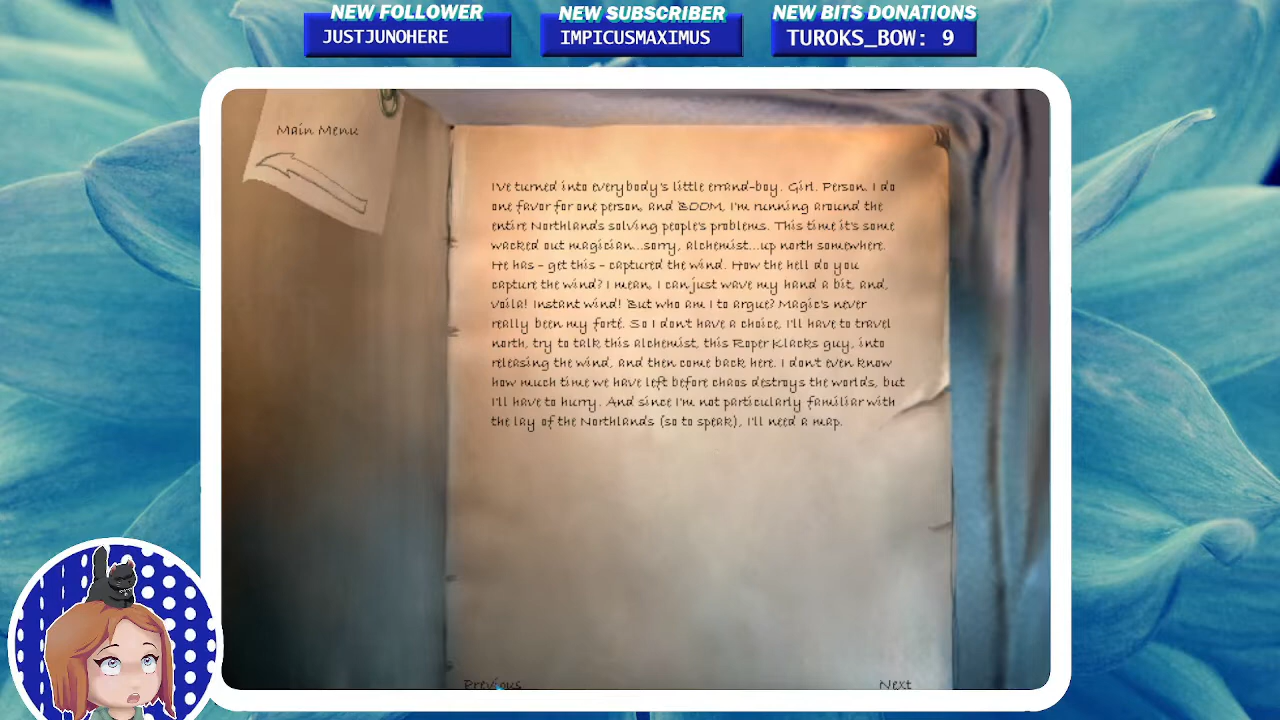 NEW FOLLOWER
JUSTJUNOHERE
NEW SUBSCRIBER
IMPICUSMAXIMUS
NEW BITS DONATIONS
TUROKS_BOW: 9
Main Menu
I've turned into everybody's little errand-boy. Girl. Person. I do
one favor for one person, and BOOM, I'm running around the
entire Northlands solving people's problems. This time it's some
wacked out magician...sorry, alchemist...up north somewhere.
He has - get this - captured the wind. How the hell do you
capture the wind? I mean, I can just wave my hand a bit, and,
voila! Instant wind! But who am I to argue? Magic's never
really been my forté. So I don't have a choice, I'll have to travel
north, try to talk this alchemist, this Roper Klacks guy, into
releasing the wind, and then come back here. I don't even know
how much time we have left before chaos destroys the worlds, but
I'll have to hurry. And since I'm not particularly familiar with
the lay of the Northlands (so to speak), I'll need a map.
Previous
Next